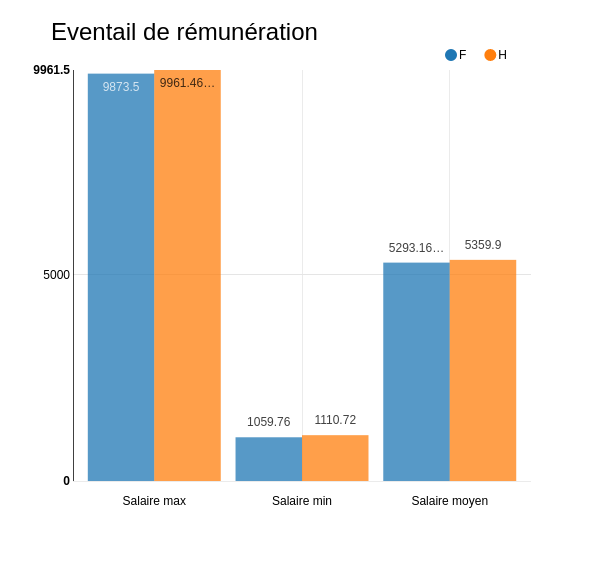 Eventail de rémunération
F H
9961.5
9873.5 9961.46…
5293.16… 5359.9
5000
1059.76 1110.72
0
Salaire max Salaire min Salaire moyen